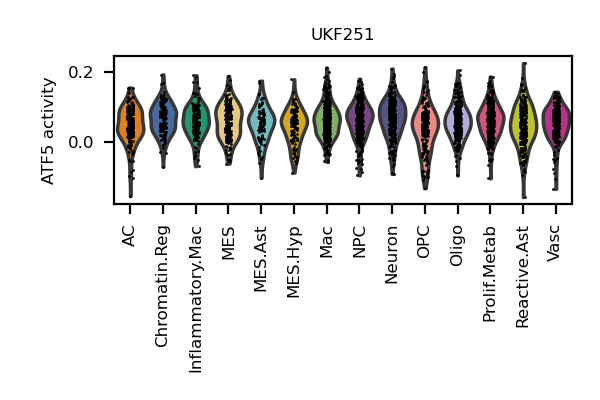 UKF251
ATF5 activity
0.2
0.0
AC
Chromatin.Reg
Inflammatory.Mac
MES
MES.Ast
MES.Hyp
Mac
NPC
Neuron
OPC
Oligo
Prolif.Metab
Reactive.Ast
Vasc